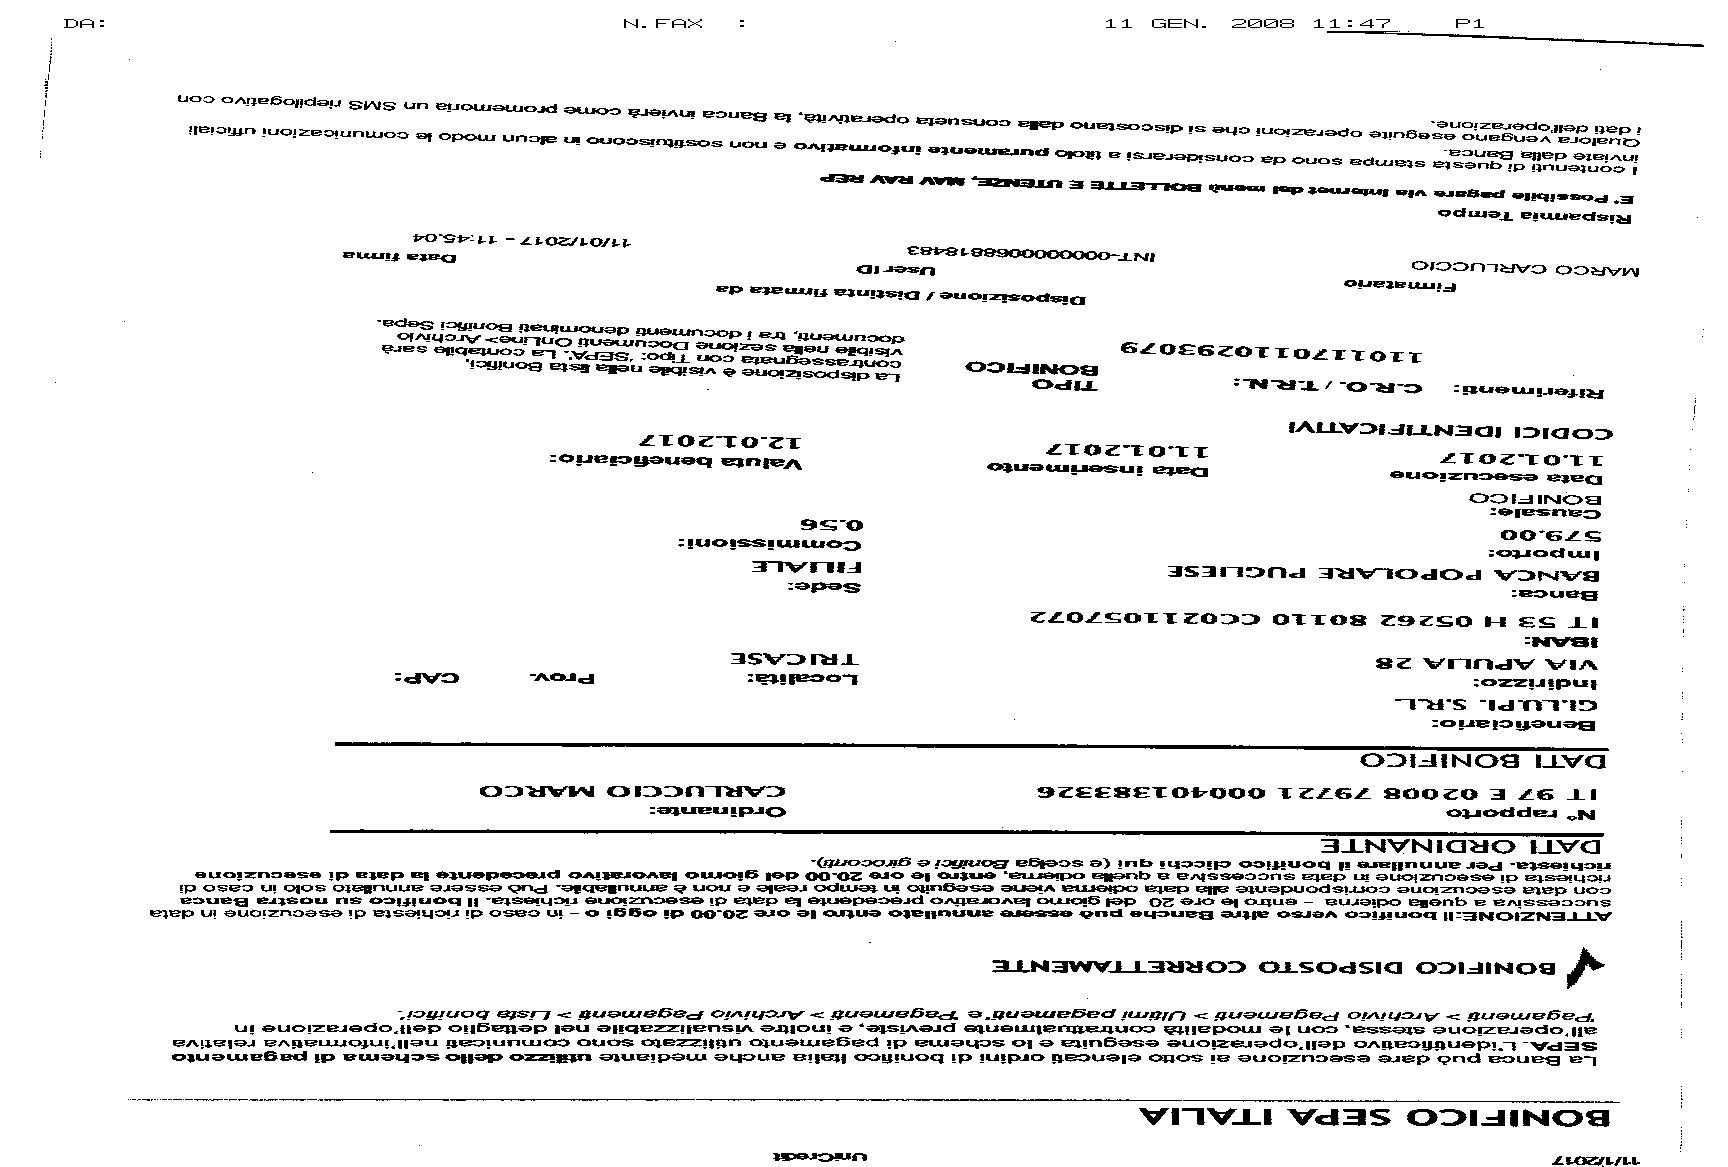 DA: N.FAX : 11 GEN. 2008 11:47 P1
11/1/2017 UniCredit
BONIFICO SEPA ITALIA
La Banca può dare esecuzione ai sotto elencati ordini di bonifico Italia anche mediante utilizzo dello schema di pagamento
SEPA. L'identificativo dell'operazione eseguita e lo schema di pagamento utilizzato sono comunicati nell'informativa relativa
all'operazione stessa, con le modalità contrattualmente previste, e inoltre visualizzabile nel dettaglio dell'operazione in
'Pagamenti > Archivio Pagamenti > Ultimi pagamenti' e 'Pagamenti > Archivio Pagamenti > Lista bonifici'.
BONIFICO DISPOSTO CORRETTAMENTE
ATTENZIONE:Il bonifico verso altre Banche può essere annullato entro le ore 20.00 di oggi o - in caso di richiesta di esecuzione in data
successiva a quella odierna - entro le ore 20 del giorno lavorativo precedente la data di esecuzione richiesta. Il bonifico su nostra Banca
con data esecuzione corrispondente alla data odierna viene eseguito in tempo reale e non è annullabile. Può essere annullato solo in caso di
richiesta di esecuzione in data successiva a quella odierna, entro le ore 20.00 del giorno lavorativo precedente la data di esecuzione
richiesta. Per annullare il bonifico clicchi qui (e scelga Bonifici e giroconti).
DATI ORDINANTE
N° rapporto Ordinante:
IT 97 E 02008 79721 000401383326 CARLUCCIO MARCO
DATI BONIFICO
Beneficiario:
GI.LU.PI. S.R.L.
Indirizzo: Località: Prov. CAP:
VIA APULIA 28 TRICASE
IBAN:
IT 53 H 05262 80110 CC0211057072
Banca: Sede:
BANCA POPOLARE PUGLIESE FILIALE
Importo: Commissioni:
579.00 0.56
Causale:
BONIFICO
Data esecuzione Data inserimento Valuta beneficiario:
11.01.2017 11.01.2017 12.01.2017
CODICI IDENTIFICATIVI
Riferimenti: C.R.O. / T.R.N.: TIPO
1101170110293079 BONIFICO
La disposizione è visibile nella lista Bonifici,
contrassegnata con Tipo: 'SEPA'. La contabile sarà
visibile nella sezione Documenti OnLine> Archivio
documenti, tra i documenti denominati Bonifici Sepa.
Disposizione / Distinta firmata da
Firmatario User ID Data firma
MARCO CARLUCCIO INT-0000000068818483 11/01/2017 - 11:45.04
Risparmia Tempo
E' Possibile pagare via Internet dal menù BOLLETTE E UTENZE, MAV RAV REP
I contenuti di questa stampa sono da considerarsi a titolo puramente informativo e non sostituiscono in alcun modo le comunicazioni ufficiali
inviate dalla Banca.
Qualora vengano eseguite operazioni che si discostano dalla consueta operatività, la Banca invierà come promemoria un SMS riepilogativo con
i dati dell'operazione.